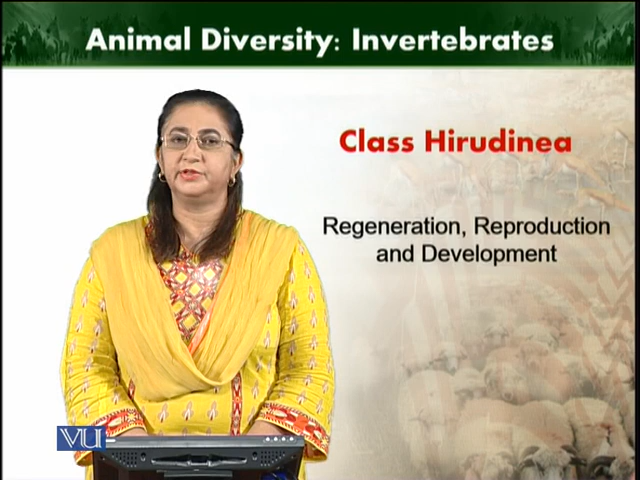 Animal Diversity: Invertebrates
Class Hirudinea
Regeneration, Reproduction
and Development
VU